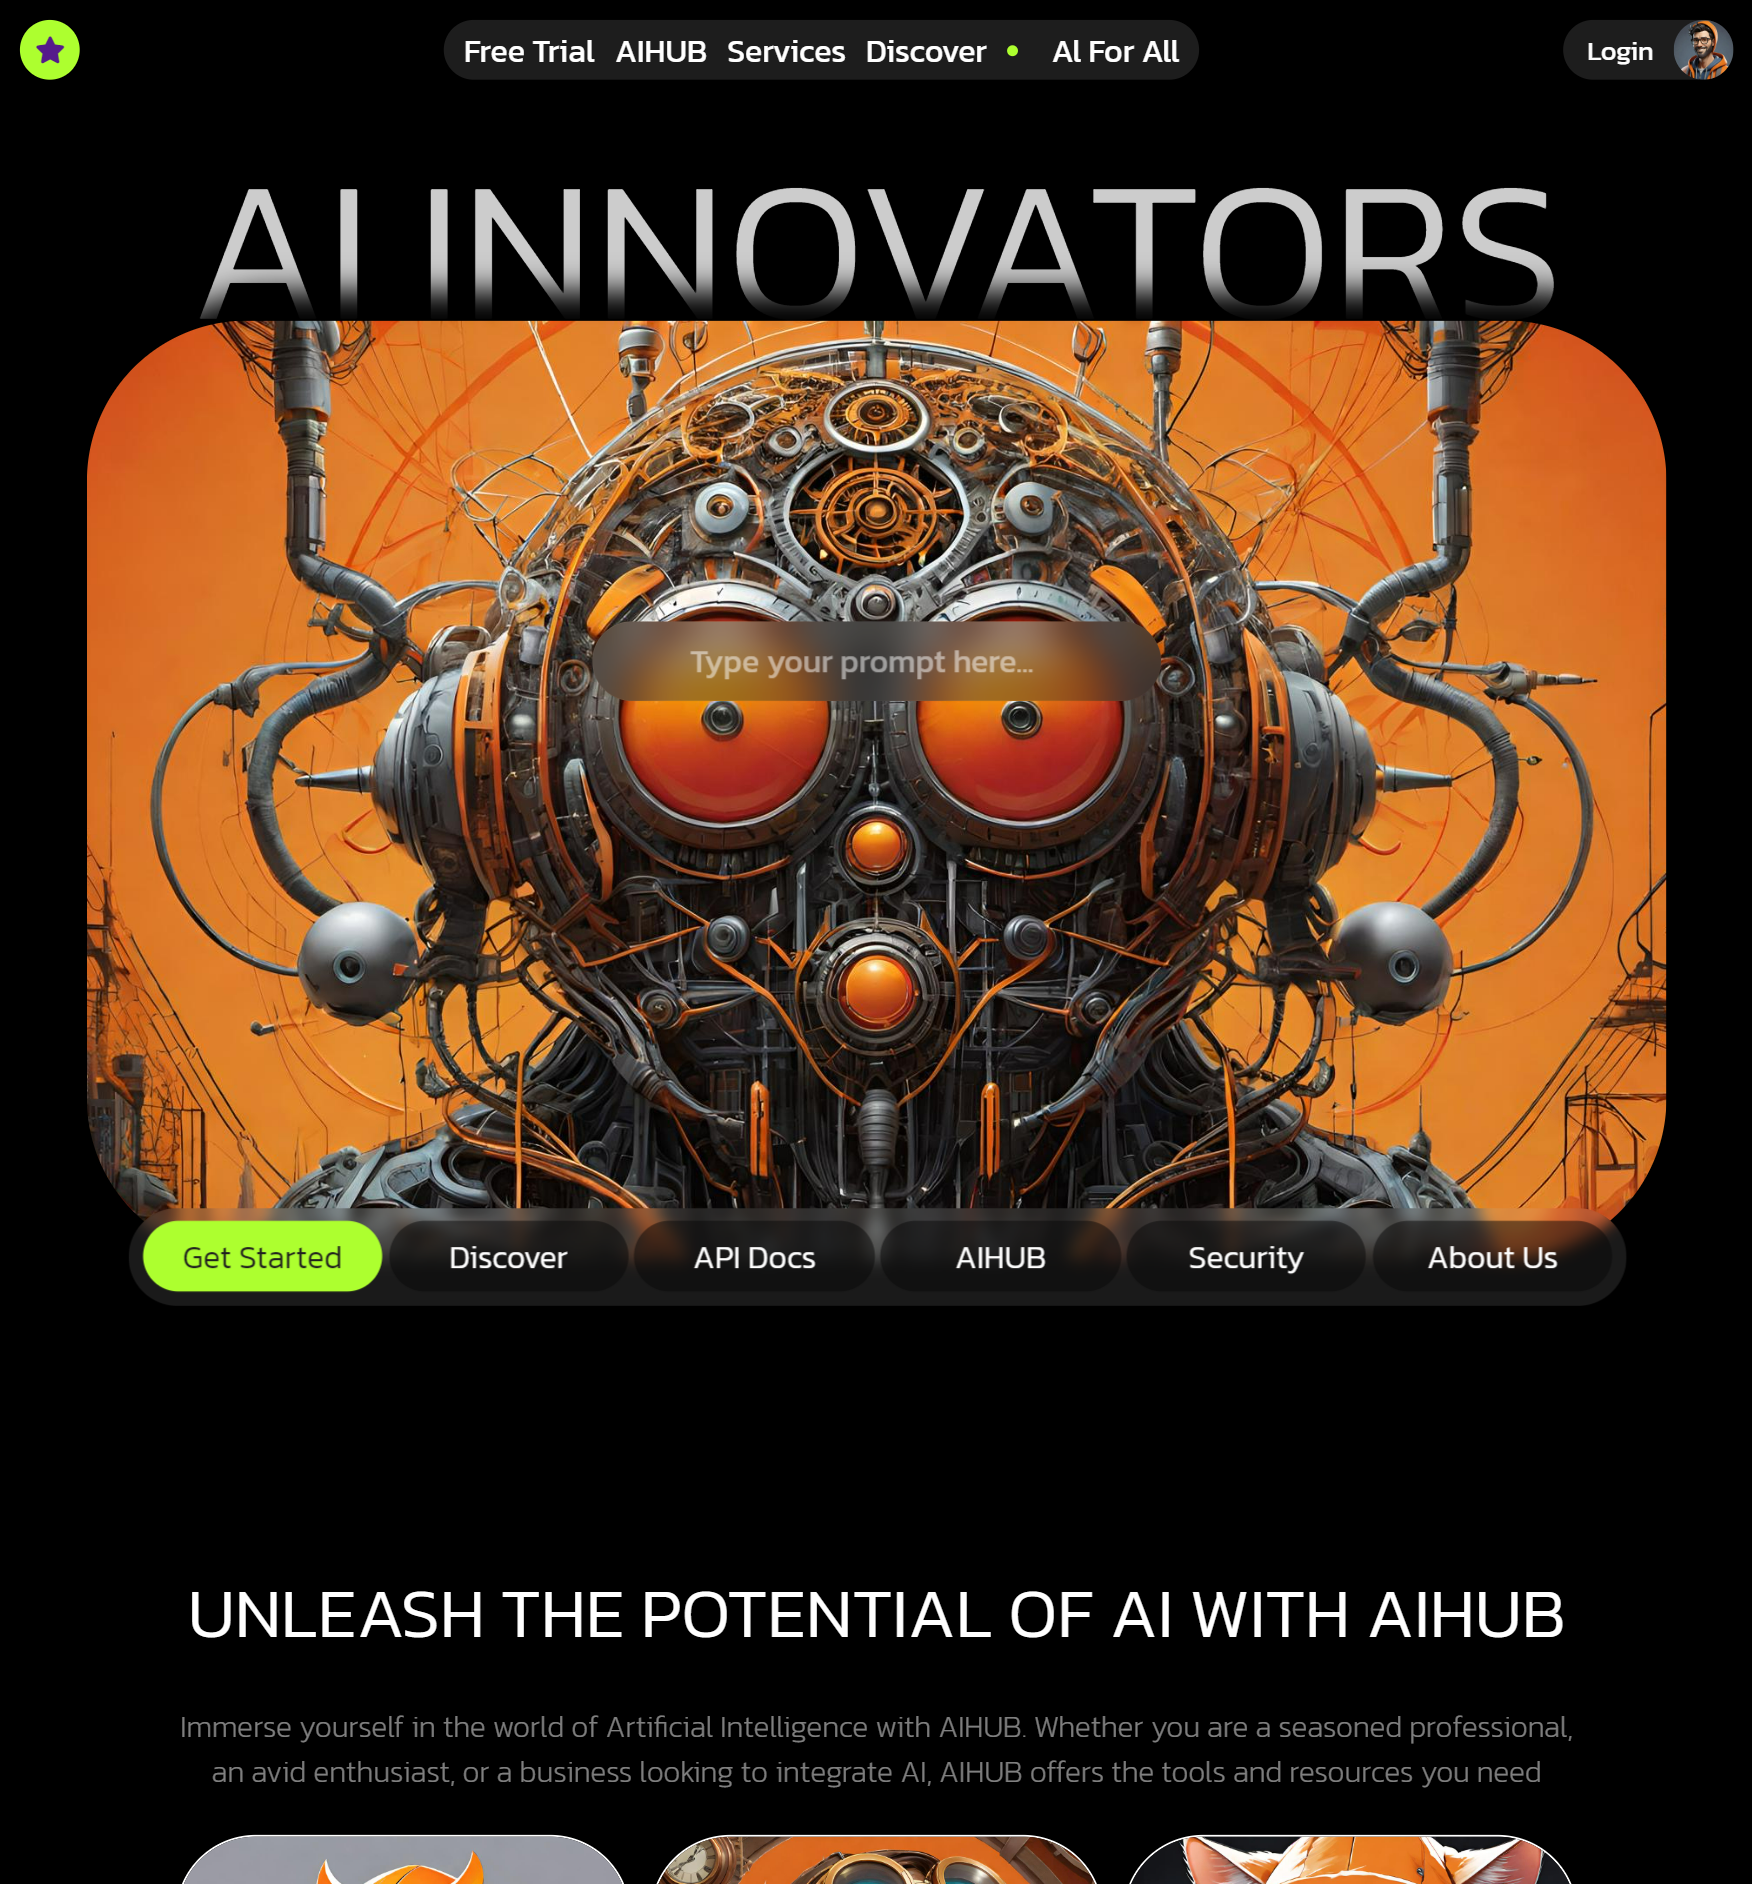 Free Trial AIHUB Services Discover • Al For All
Login
AI INNOVATORS
Type your prompt here...
Get Started
Discover
API Docs
AIHUB
Security
About Us
UNLEASH THE POTENTIAL OF AI WITH AIHUB
Immerse yourself in the world of Artificial Intelligence with AIHUB. Whether you are a seasoned professional,
an avid enthusiast, or a business looking to integrate AI, AIHUB offers the tools and resources you need